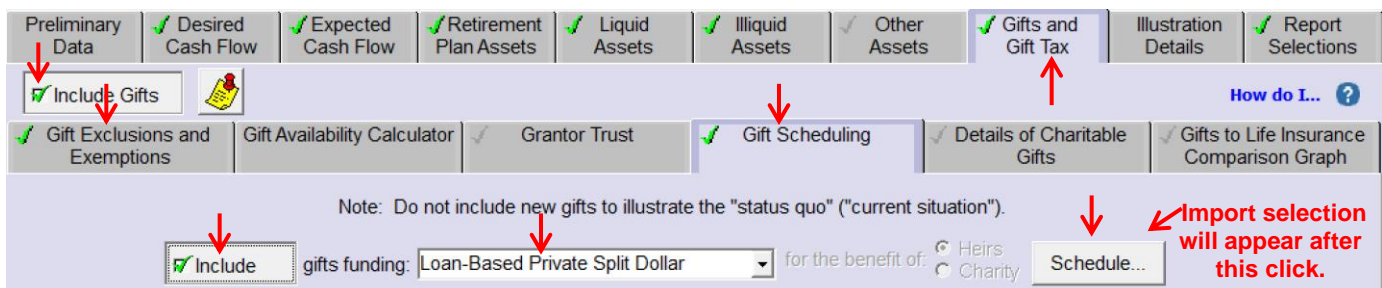 Preliminary Data
Desired Cash Flow
Expected Cash Flow
Retirement Plan Assets
Liquid Assets
Illiquid Assets
Other Assets
Gifts and Gift Tax
Illustration Details
Report Selections
Include Gifts
How do I... ?
Gift Exclusions and Exemptions
Gift Availability Calculator
Grantor Trust
Gift Scheduling
Details of Charitable Gifts
Gifts to Life Insurance Comparison Graph
Note: Do not include new gifts to illustrate the "status quo" ("current situation").
Include gifts funding: Loan-Based Private Split Dollar for the benefit of: Heirs
Charity
Schedule...
Import selection
will appear after
this click.